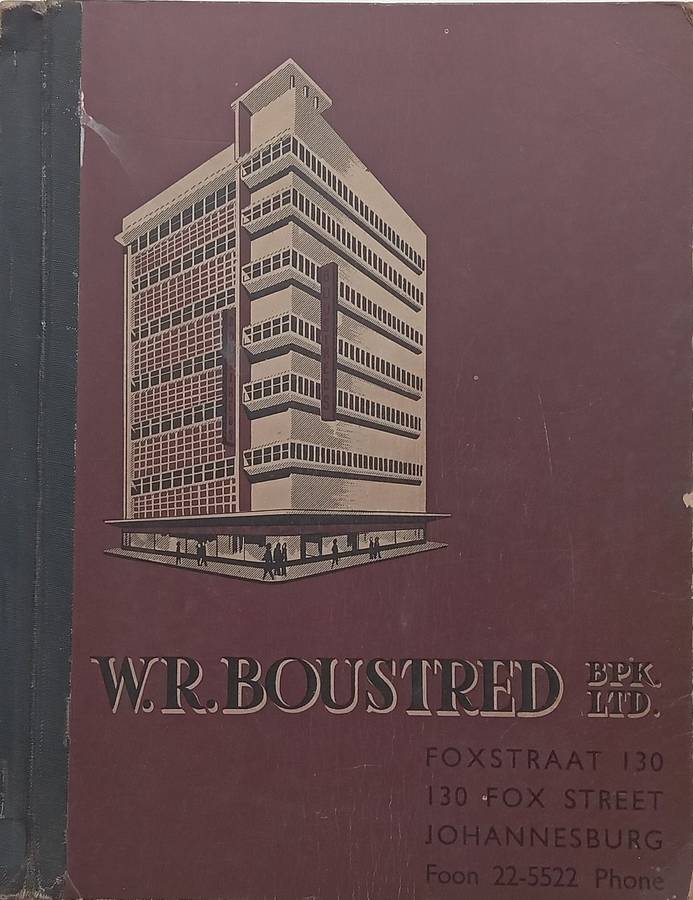 W.R. BOUSTRED BPK.
LTD.
FOXSTRAAT 130
130 FOX STREET
JOHANNESBURG
Foon 22-5522 Phone